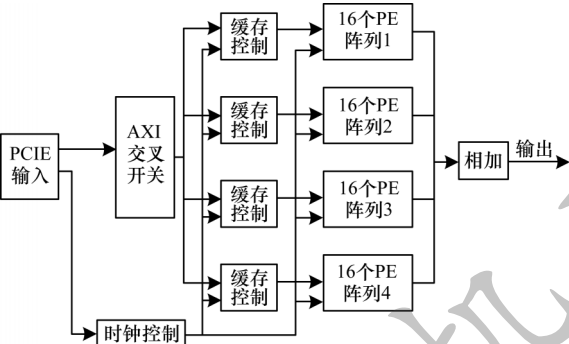 PCIE
输入
AXI
交叉
开关
时钟控制
缓存
控制
缓存
控制
缓存
控制
缓存
控制
16个PE
阵列1
16个PE
阵列2
16个PE
阵列3
16个PE
阵列4
相加
输出